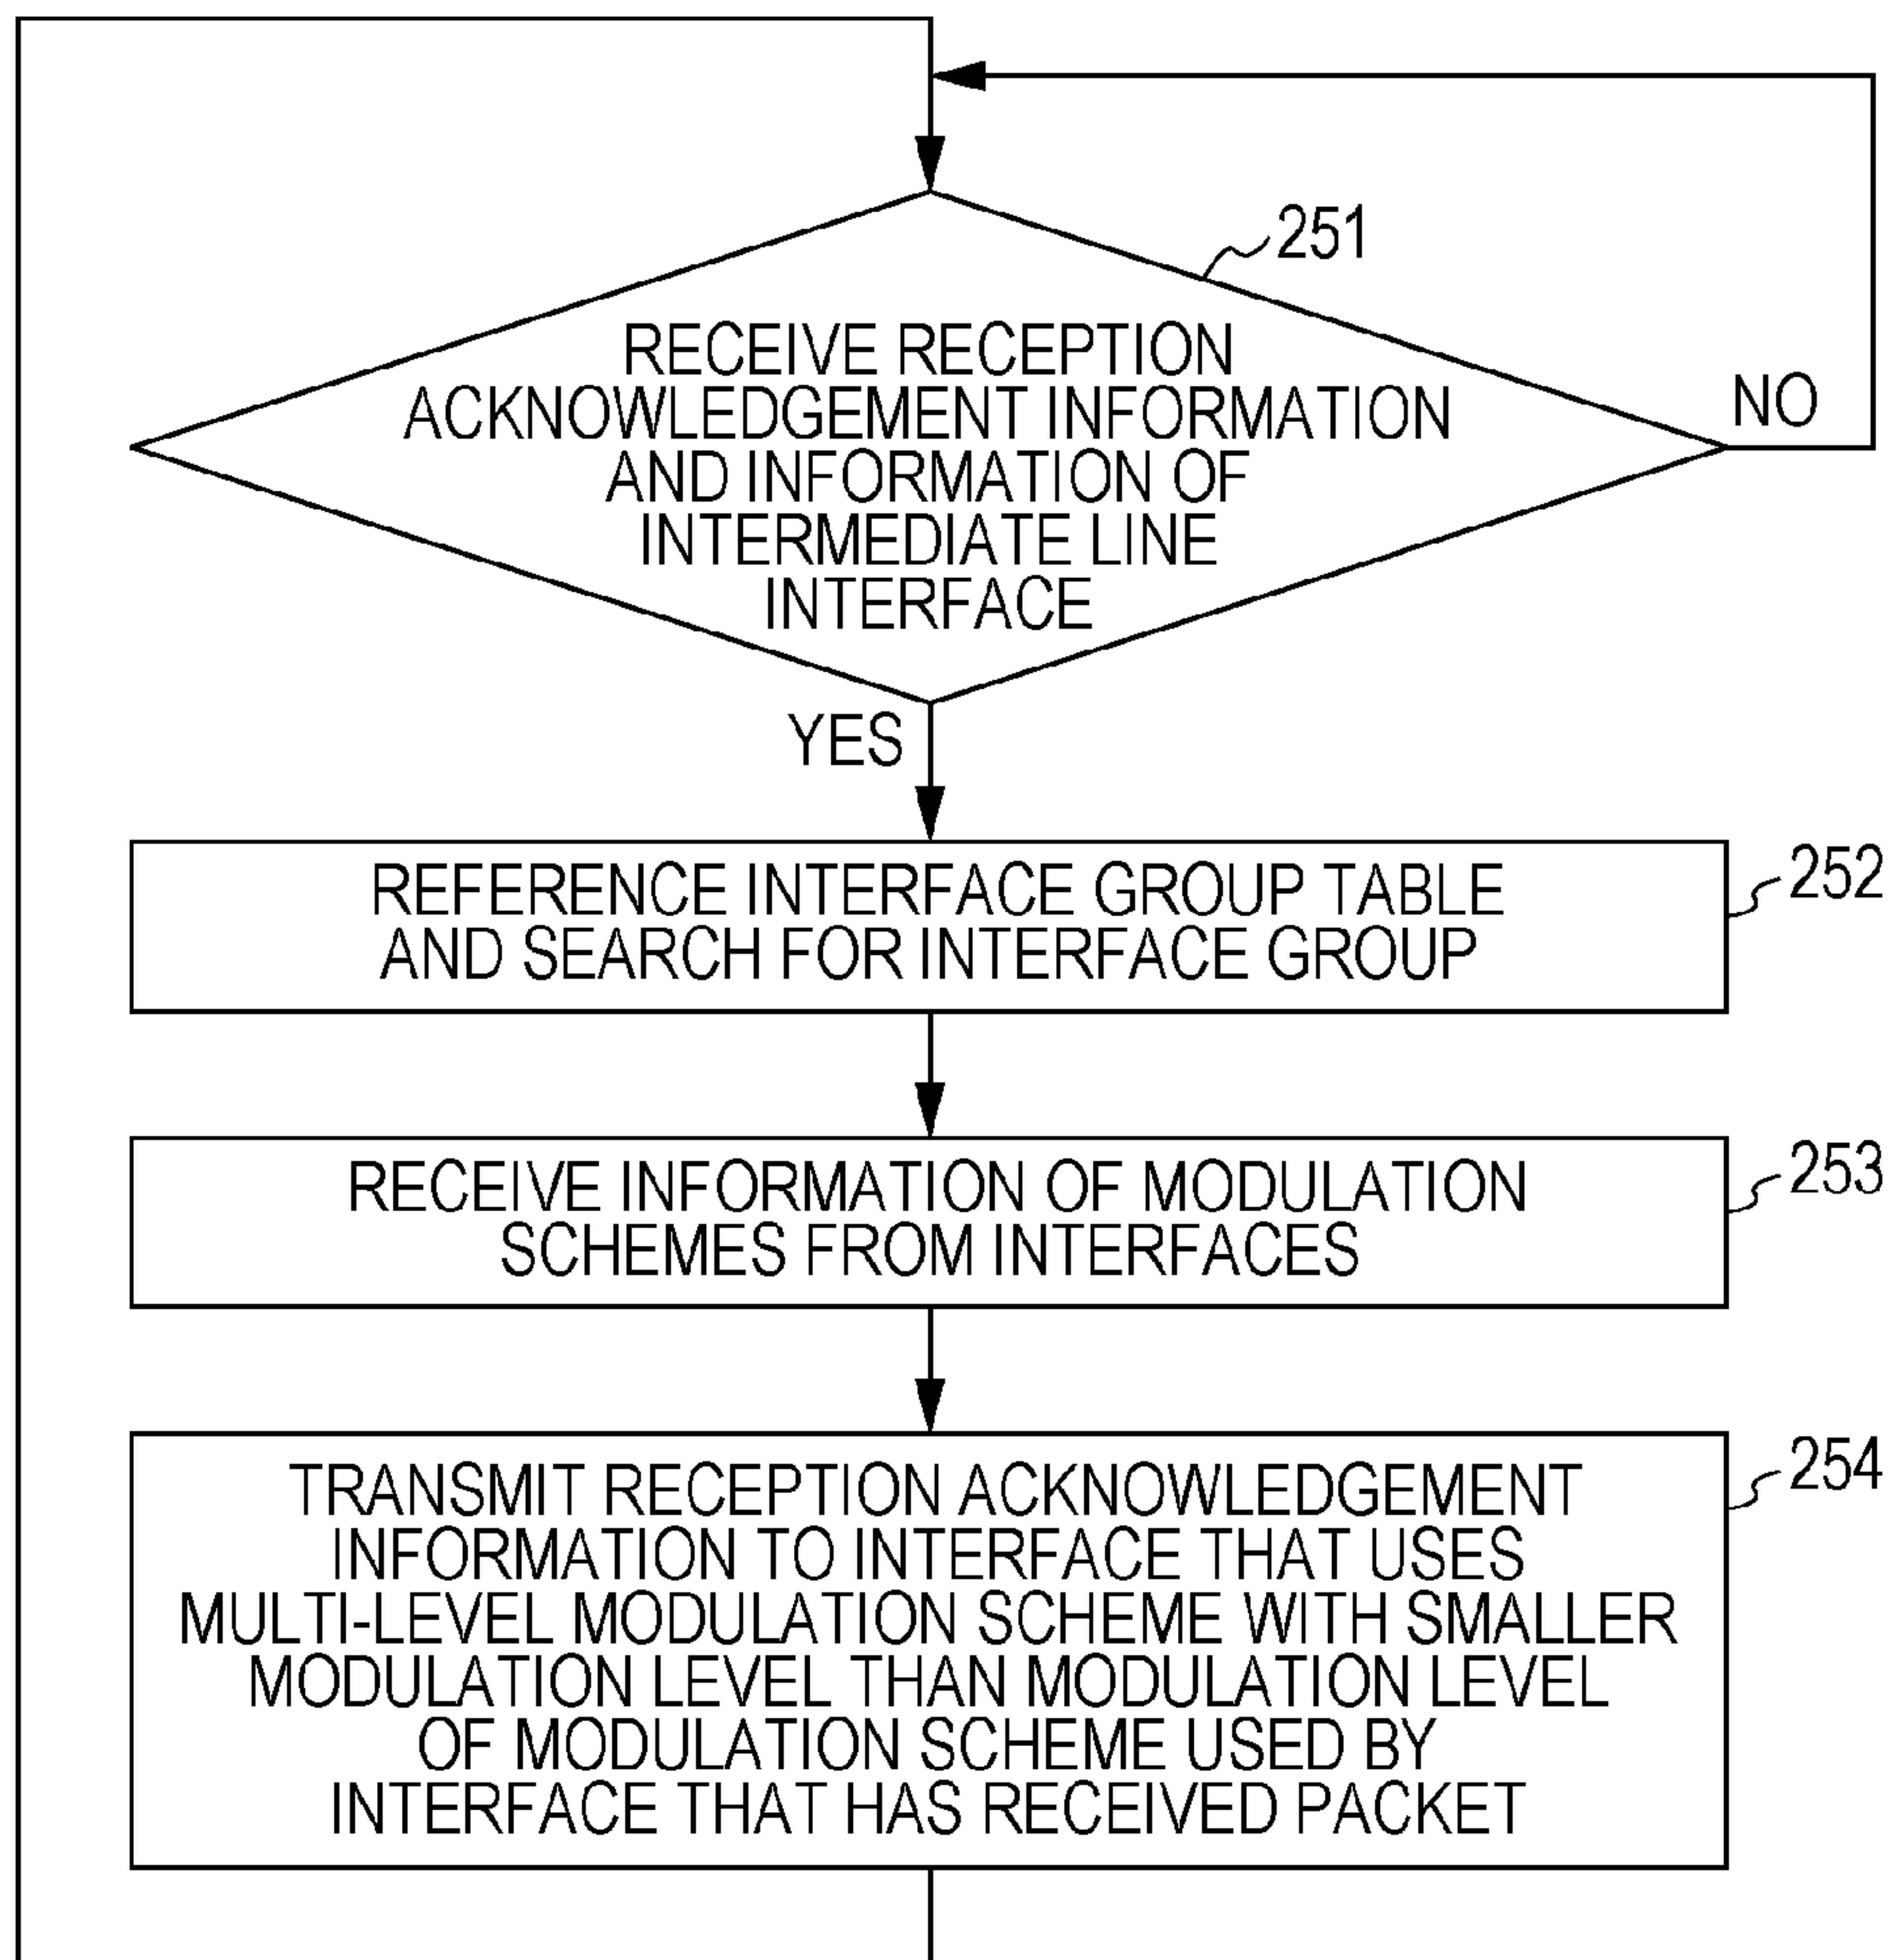 251
RECEIVE RECEPTION
ACKNOWLEDGEMENT INFORMATION
AND INFORMATION OF
INTERMEDIATE LINE
INTERFACE
NO
YES
REFERENCE INTERFACE GROUP TABLE
AND SEARCH FOR INTERFACE GROUP
252
RECEIVE INFORMATION OF MODULATION
SCHEMES FROM INTERFACES
253
TRANSMIT RECEPTION ACKNOWLEDGEMENT
INFORMATION TO INTERFACE THAT USES
MULTI-LEVEL MODULATION SCHEME WITH SMALLER
MODULATION LEVEL THAN MODULATION LEVEL
OF MODULATION SCHEME USED BY
INTERFACE THAT HAS RECEIVED PACKET
254